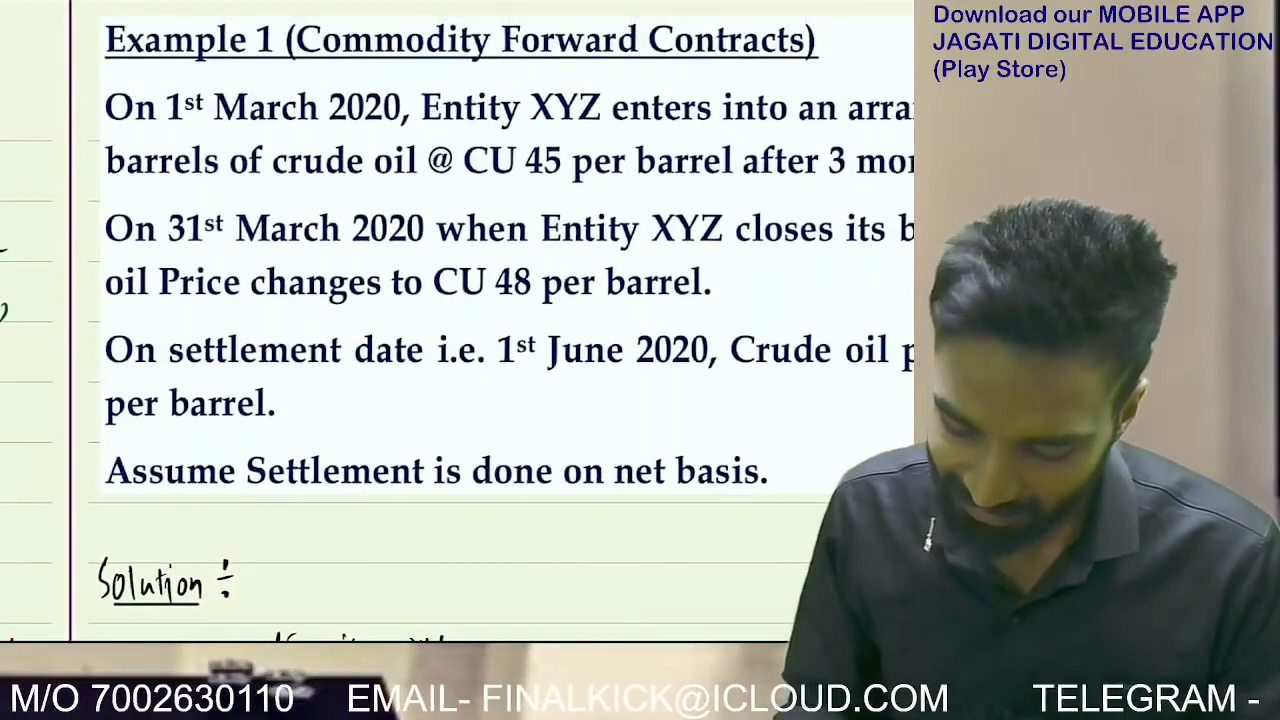 Example 1 (Commodity Forward Contracts)
On 1st March 2020, Entity XYZ enters into an
barrels of crude oil @ CU 45 per barrel after 3
On 31st March 2020 when Entity XYZ closes its
oil Price changes to CU 48 per barrel.
On settlement date i.e. 1st June 2020, Crude oil
per barrel.
Assume Settlement is done on net basis.
Solution ÷
Download our MOBILE APP
JAGATI DIGITAL EDUCATION
(Play Store)
M/O 7002630110 EMAIL- FINALKICK@ICLOUD.COM TELEGRAM -